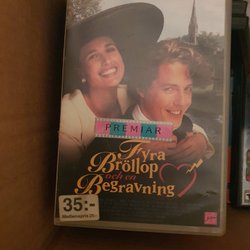 PREMIÄR
Fyra
Bröllop
och en
Begravning
35:-